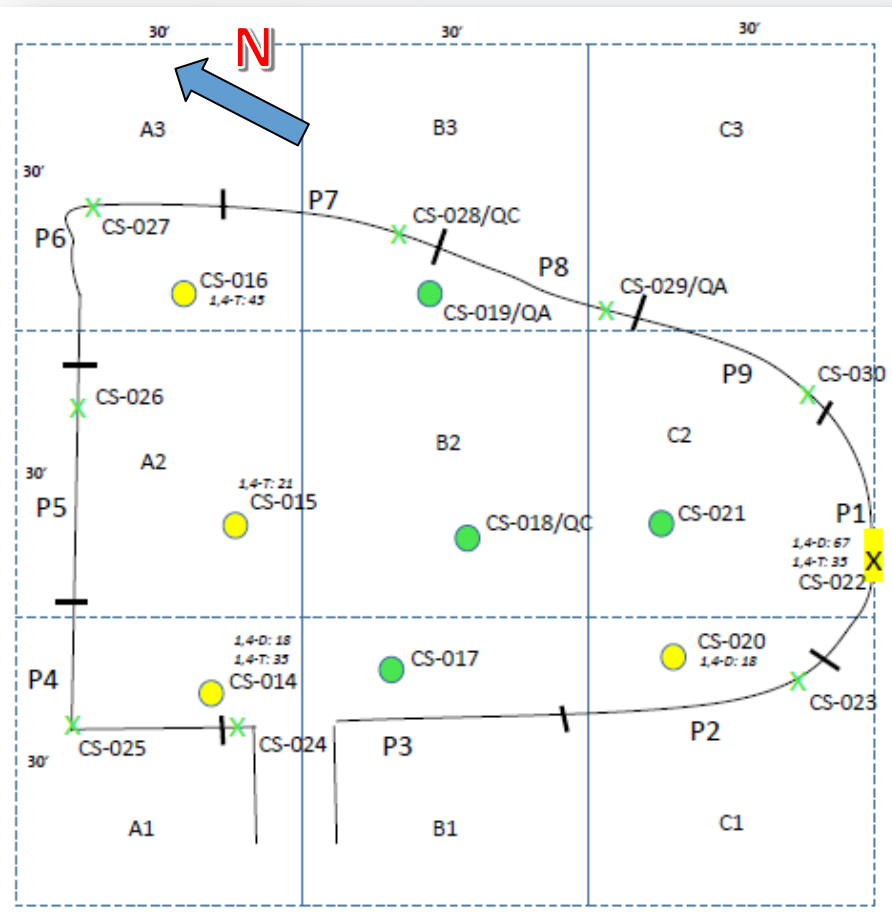 30'
30'
30'
N
A3
B3
C3
30'
P7
CS-028/QC
CS-027
P6
P8
CS-016
1,4-T: 45
CS-029/QA
CS-019/QA
P9
CS-030
CS-026
C2
B2
A2
30'
1,4-T: 21
CS-015
P5
CS-018/QC
CS-021
P1
1,4-D: 67
1,4-T: 35
CS-022
X
1,4-D: 18
1,4-T: 35
CS-014
CS-017
CS-020
1,4-D: 18
P4
CS-023
CS-025
CS-024
P3
P2
30'
A1
B1
C1